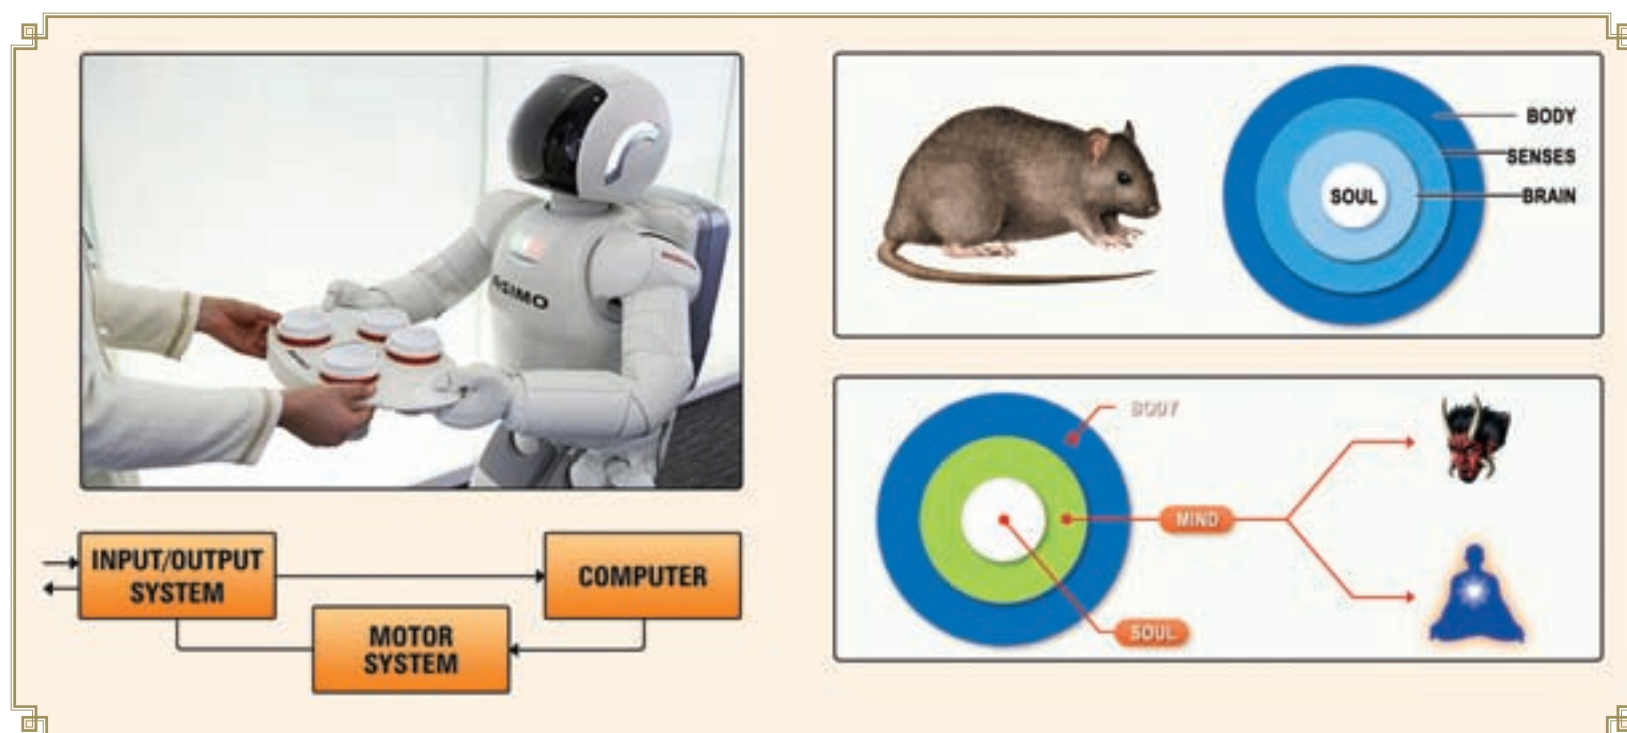 ASIMO
INPUT/OUTPUT
SYSTEM
COMPUTER
MOTOR
SYSTEM
BODY
SENSES
BRAIN
SOUL
BODY
MIND
SOUL